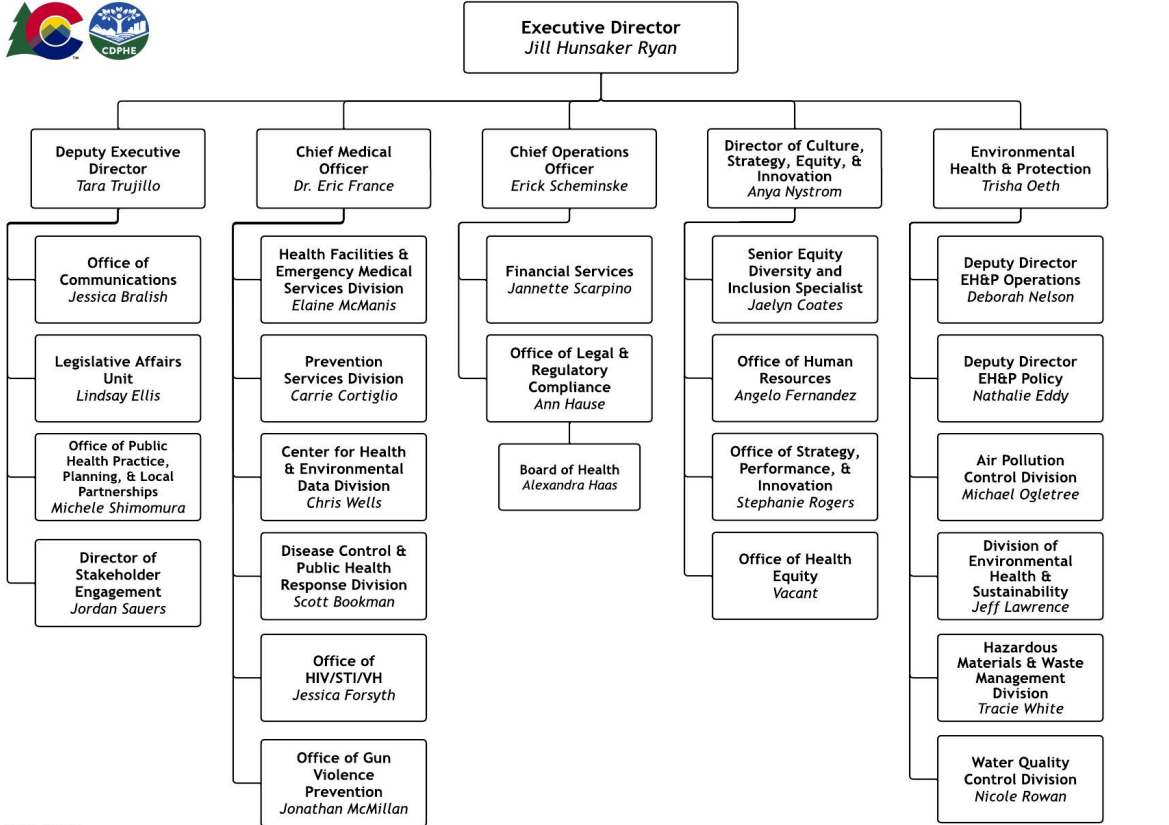 CDPHE
Executive Director
Jill Hunsaker Ryan
Deputy Executive
Director
Tara Trujillo
Office of
Communications
Jessica Bralish
Legislative Affairs
Unit
Lindsay Ellis
Office of Public
Health Practice,
Planning, & Local
Partnerships
Michele Shimomura
Director of
Stakeholder
Engagement
Jordan Sauers
Chief Medical
Officer
Dr. Eric France
Health Facilities &
Emergency Medical
Services Division
Elaine McManis
Prevention
Services Division
Carrie Cortiglio
Center for Health
& Environmental
Data Division
Chris Wells
Disease Control &
Public Health
Response Division
Scott Bookman
Office of
HIV/STI/VH
Jessica Forsyth
Office of Gun
Violence
Prevention
Jonathan McMillan
Chief Operations
Officer
Erick Scheminske
Financial Services
Jannette Scarpino
Office of Legal &
Regulatory
Compliance
Ann Hause
Board of Health
Alexandra Haas
Director of Culture,
Strategy, Equity, &
Innovation
Anya Nystrom
Senior Equity
Diversity and
Inclusion Specialist
Jaelyn Coates
Office of Human
Resources
Angelo Fernandez
Office of Strategy,
Performance, &
Innovation
Stephanie Rogers
Office of Health
Equity
Vacant
Environmental
Health & Protection
Trisha Oeth
Deputy Director
EH&P Operations
Deborah Nelson
Deputy Director
EH&P Policy
Nathalie Eddy
Air Pollution
Control Division
Michael Ogletree
Division of
Environmental
Health &
Sustainability
Jeff Lawrence
Hazardous
Materials & Waste
Management
Division
Tracie White
Water Quality
Control Division
Nicole Rowan